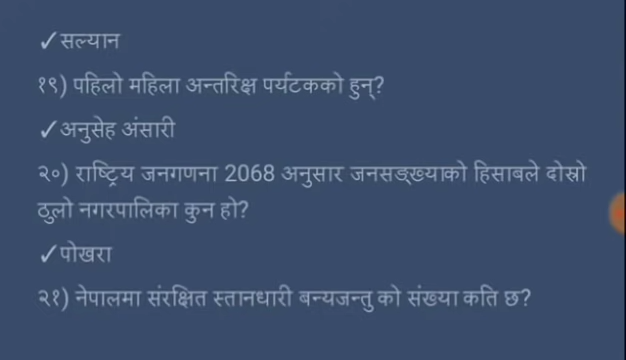 ✓सल्यान
१९) पहिलो महिला अन्तरिक्ष पर्यटकको हुन्?
✓अनुसेह अंसारी
२०) राष्ट्रिय जनगणना 2068 अनुसार जनसङ्ख्याको हिसाबले दोस्रो
ठुलो नगरपालिका कुन हो?
✓पोखरा
२१) नेपालमा संरक्षित स्तानधारी बन्यजन्तु को संख्या कति छ?